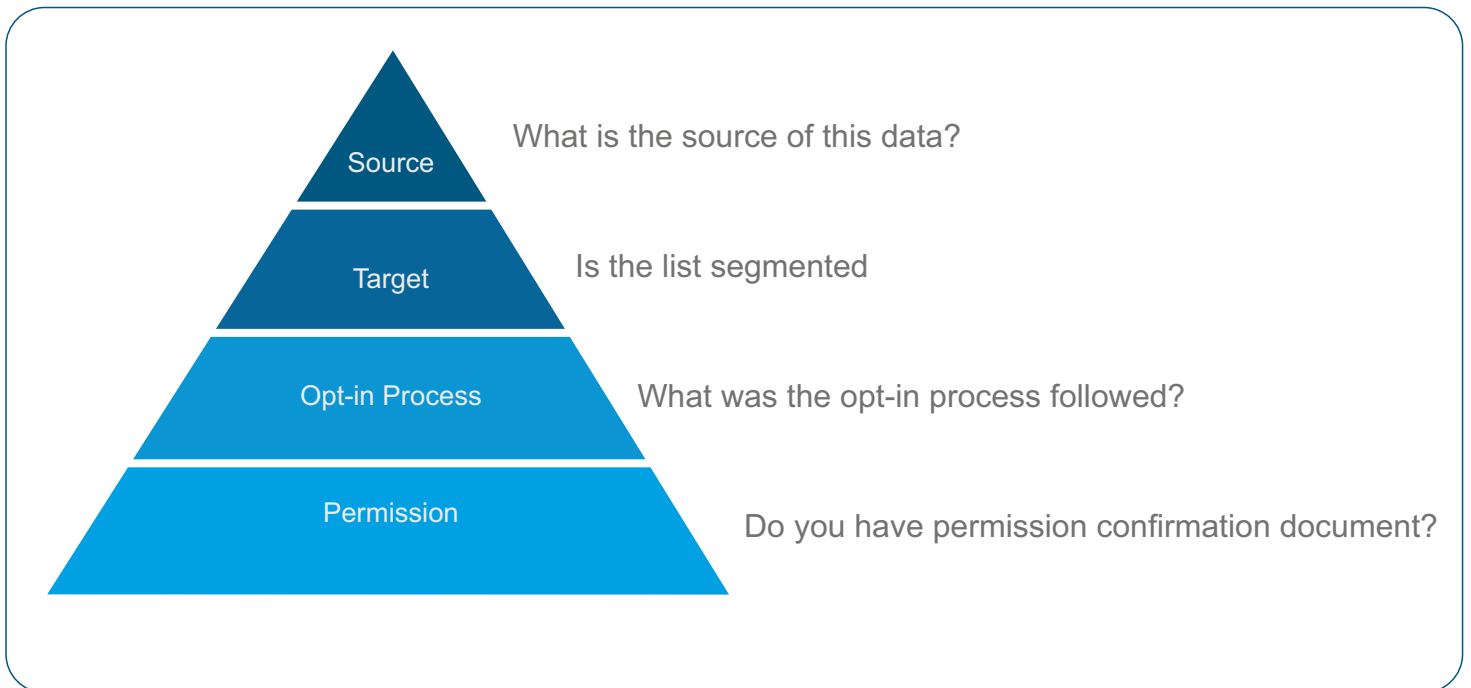 Source
What is the source of this data?
Target
Is the list segmented
Opt-in Process
What was the opt-in process followed?
Permission
Do you have permission confirmation document?